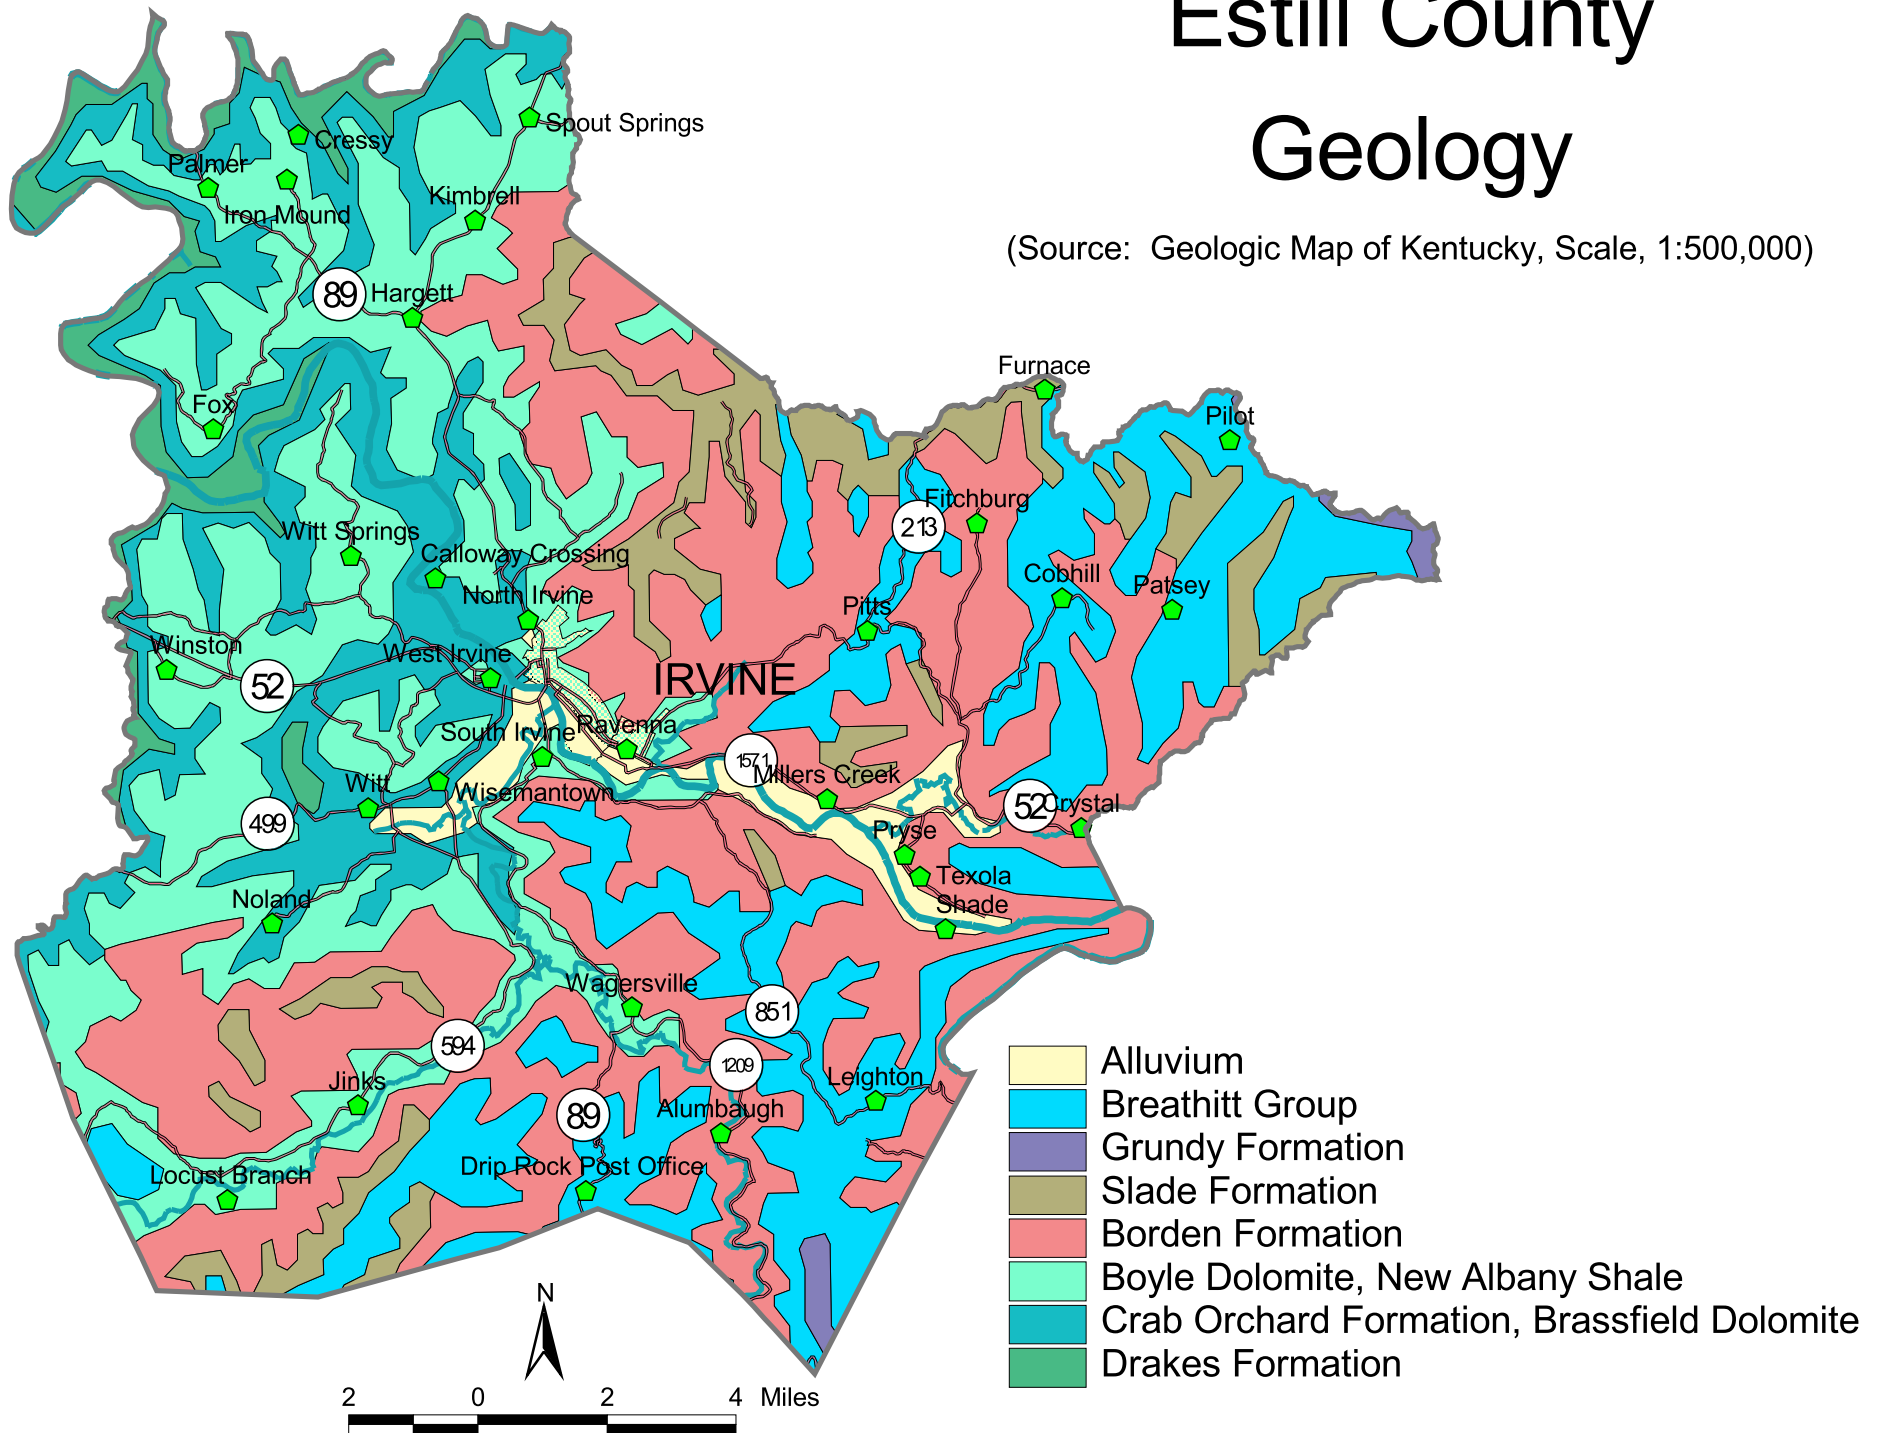 Estill County
Geology
(Source: Geologic Map of Kentucky, Scale, 1:500,000)
Spout Springs
Cressy
Palmer
Kimbrell
Iron Mound
89
Hargett
Furnace
Fox
Pilot
Fitchburg
213
Witt Springs
Calloway Crossing
Cobhill
Patsey
North Irvine
Pitts
Winston
West Irvine
52
IRVINE
South Irvine
Ravenna
1571
Millers Creek
Witt
Wisemantown
52
Crystal
499
Pryse
Texola
Noland
Shade
Wagersville
851
594
1209
Jinks
Leighton
89
Alumbaugh
Drip Rock Post Office
Locust Branch
Alluvium
Breathitt Group
Grundy Formation
Slade Formation
Borden Formation
Boyle Dolomite, New Albany Shale
Crab Orchard Formation, Brassfield Dolomite
Drakes Formation
N
2 0 2 4 Miles